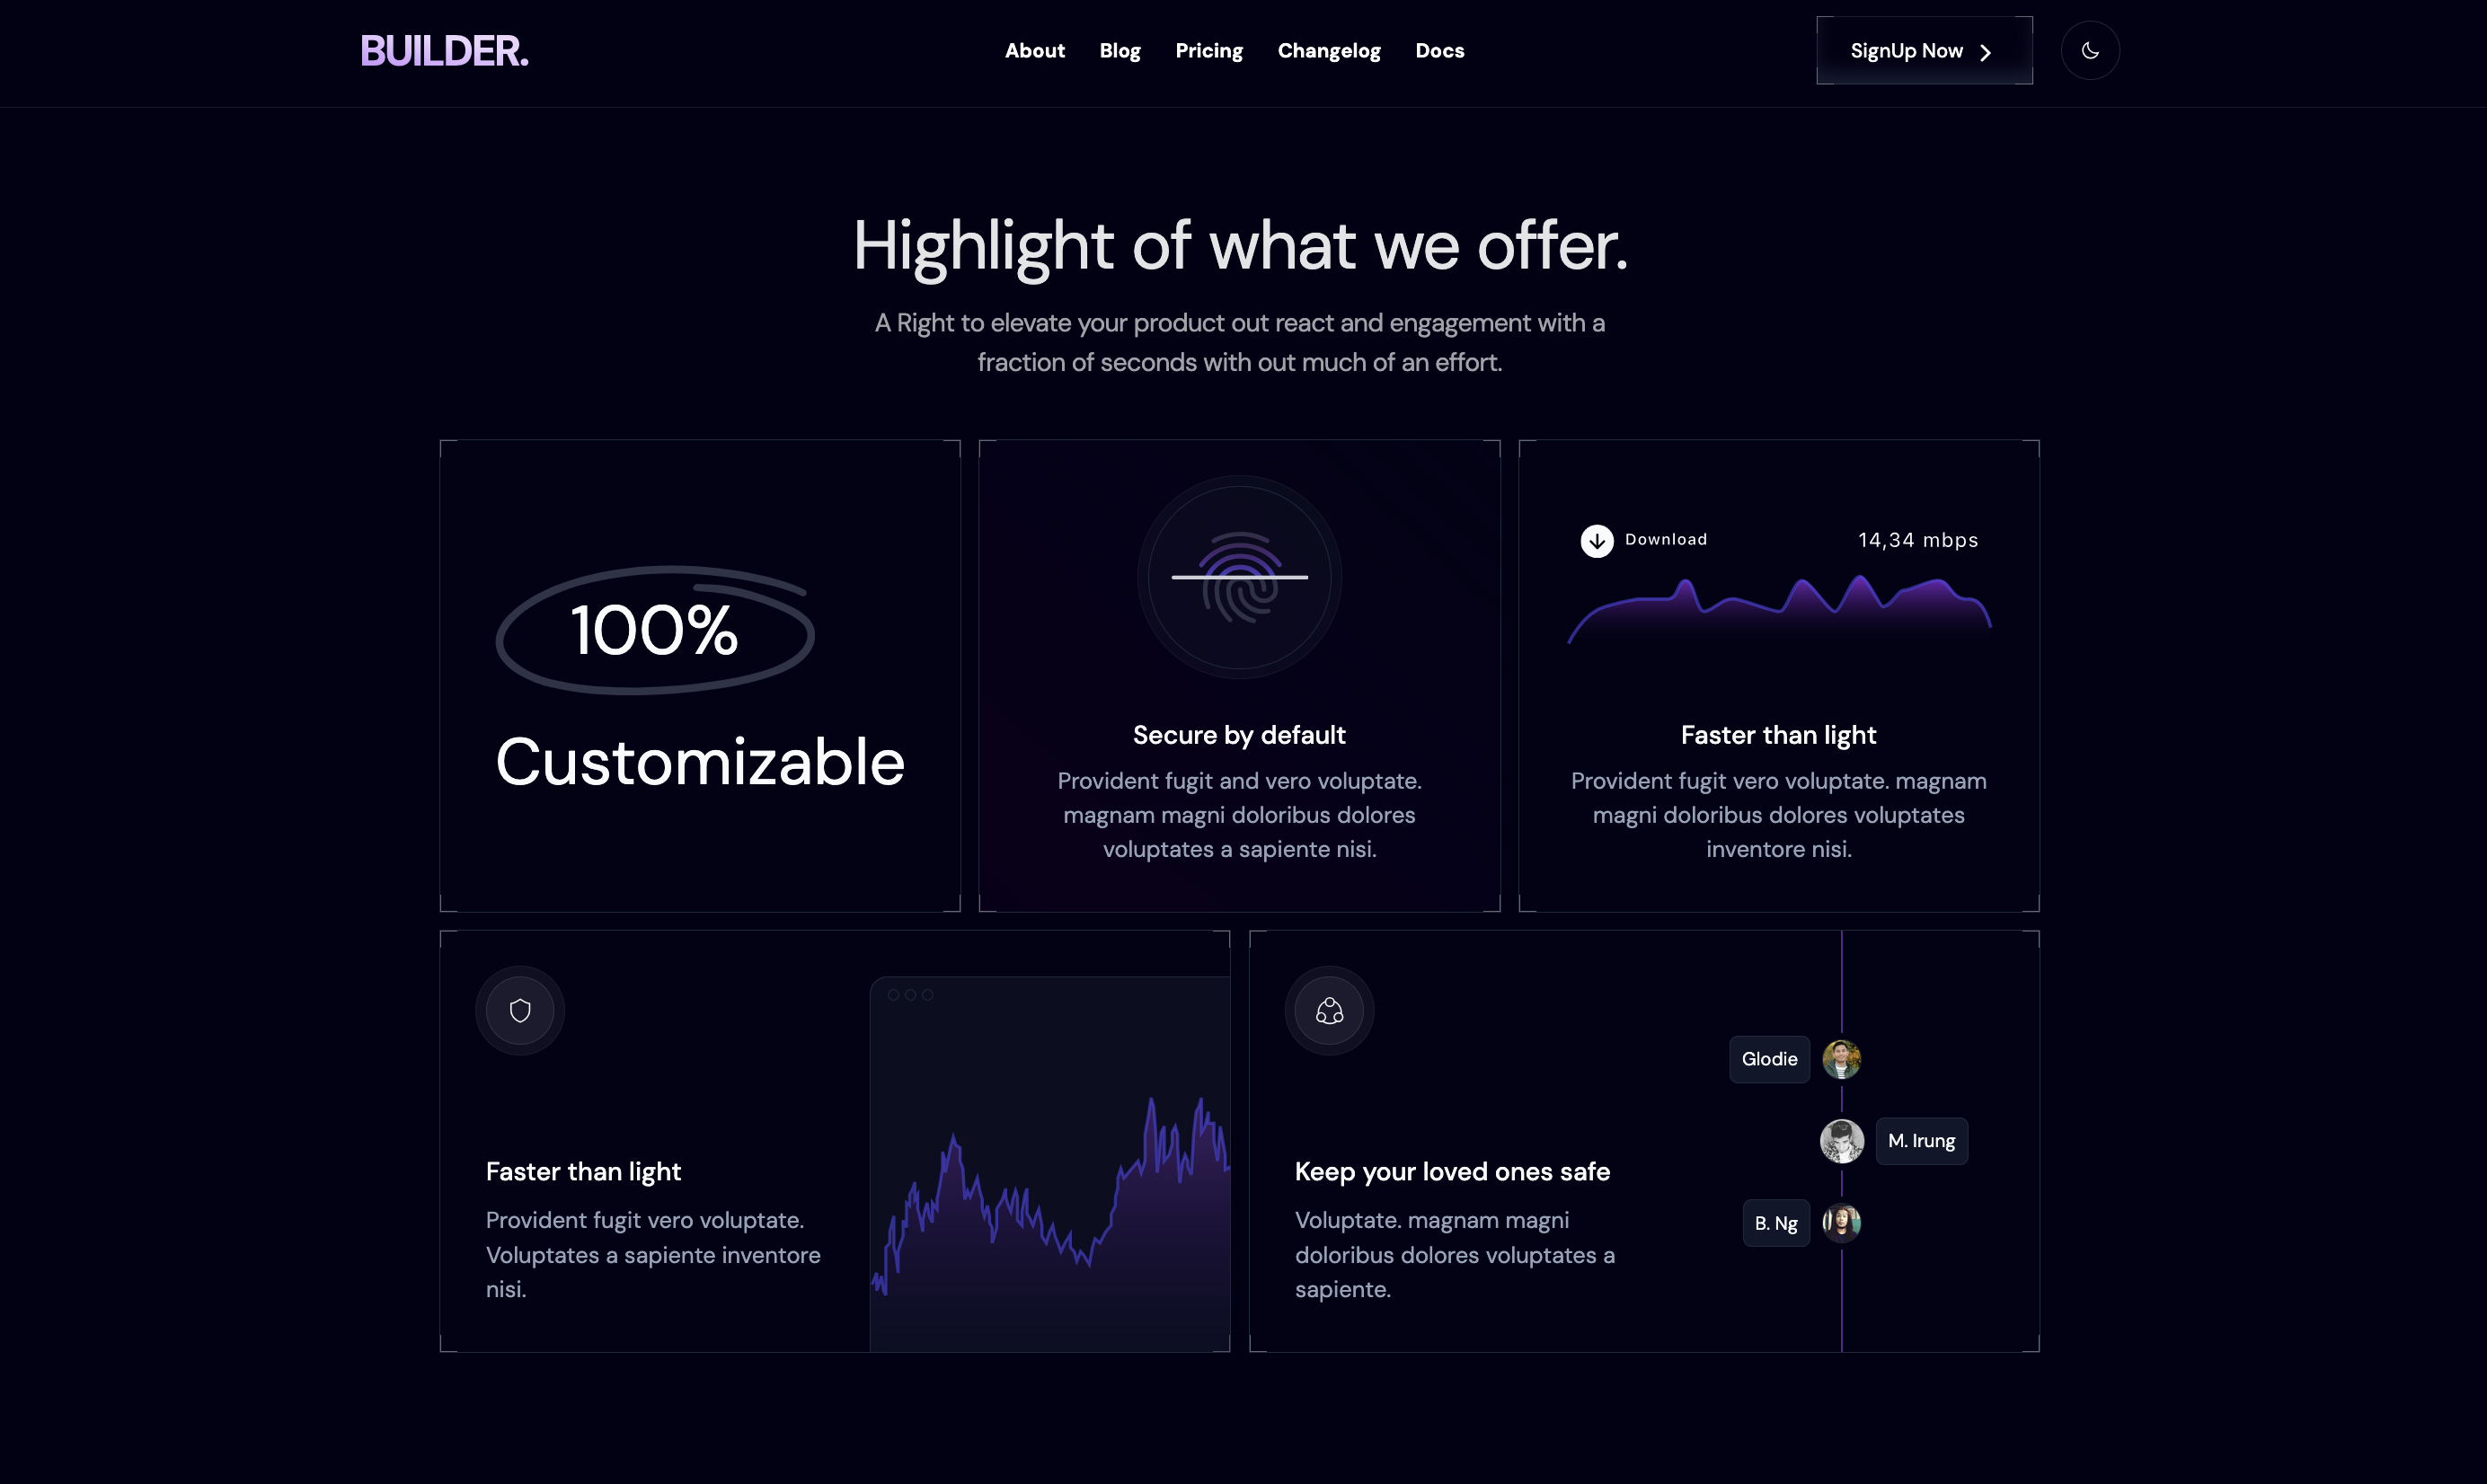 BUILDER.
About Blog Pricing Changelog Docs
SignUp Now
Highlight of what we offer.
A Right to elevate your product out react and engagement with a
fraction of seconds with out much of an effort.
100%
Customizable
Secure by default
Provident fugit and vero voluptate.
magnam magni doloribus dolores
voluptates a sapiente nisi.
Download
14,34 mbps
Faster than light
Provident fugit vero voluptate. magnam
magni doloribus dolores voluptates
inventore nisi.
Faster than light
Provident fugit vero voluptate.
Voluptates a sapiente inventore
nisi.
Keep your loved ones safe
Voluptate. magnam magni
doloribus dolores voluptates a
sapiente.
Glodie
M. Irung
B. Ng